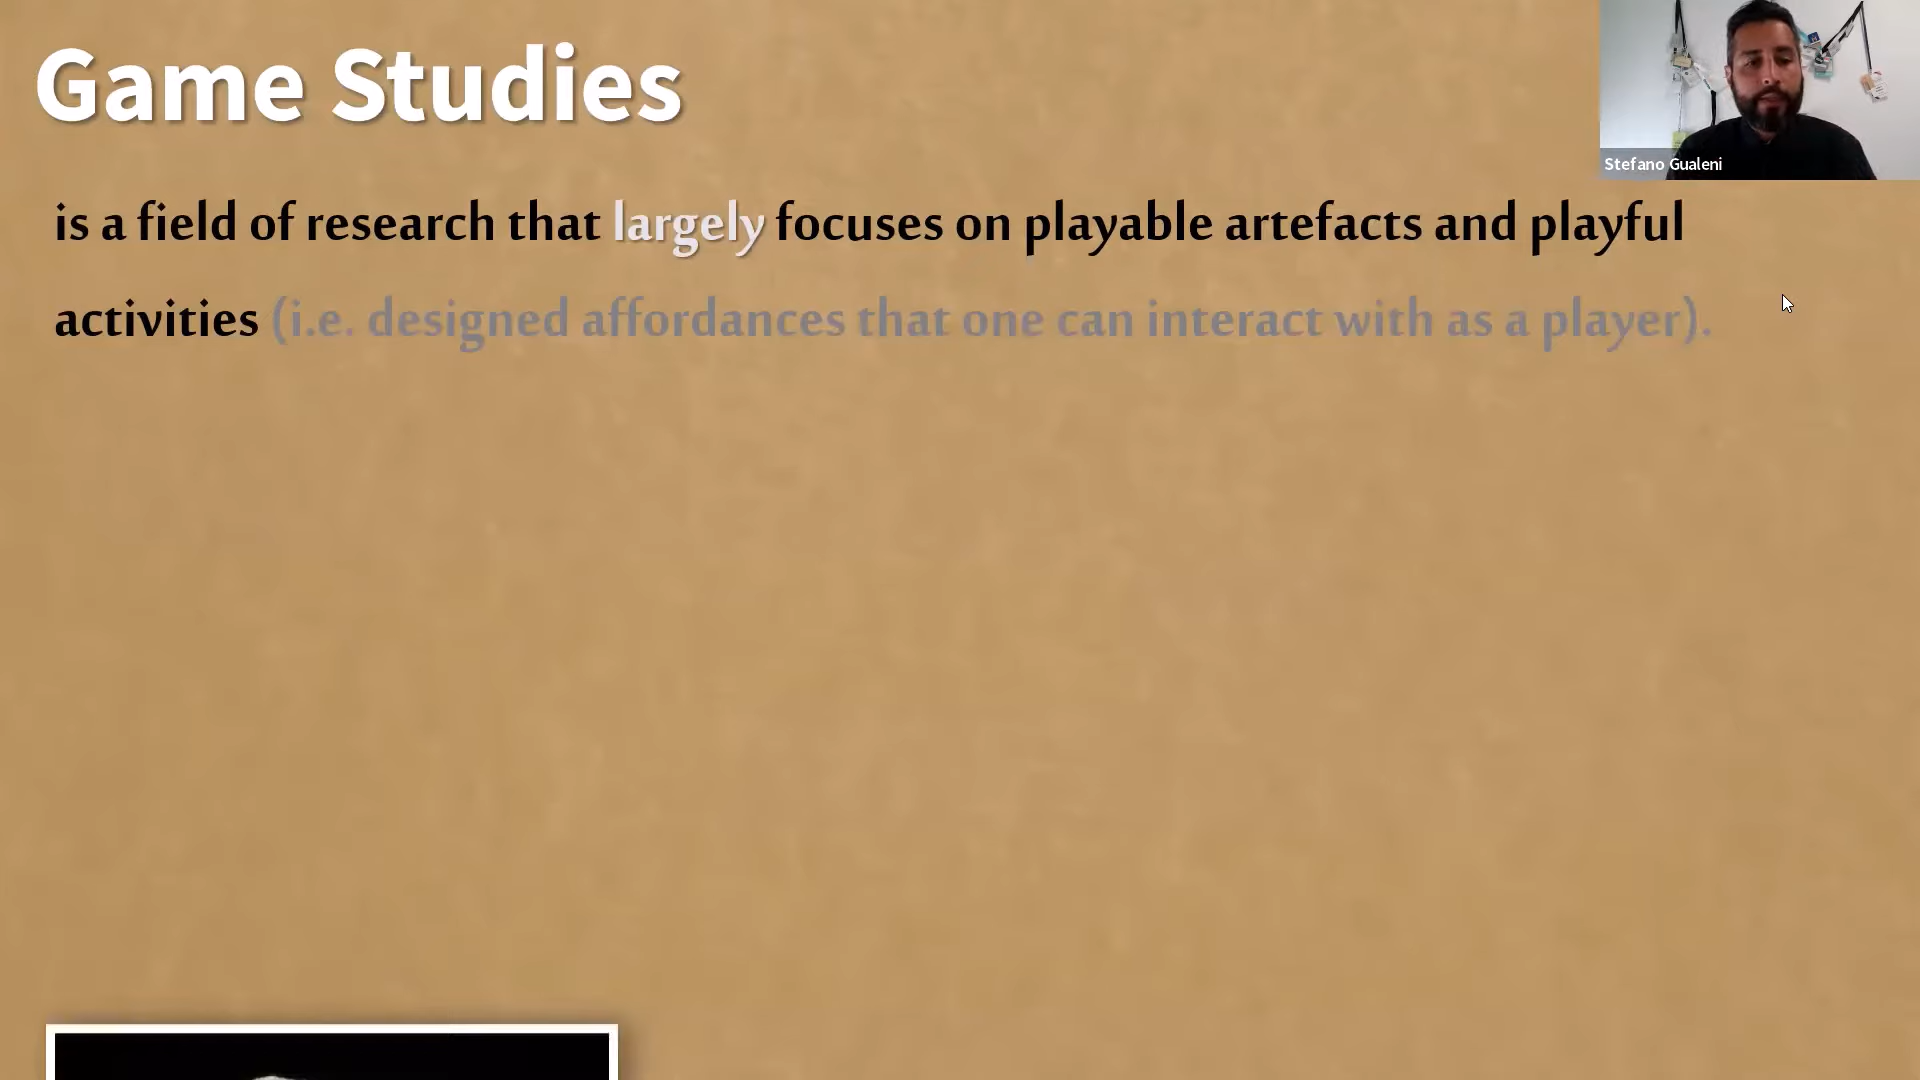 Game Studies
Stefano Gualeni
is a field of research that largely focuses on playable artefacts and playful
activities (i.e. designed affordances that one can interact with as a player).